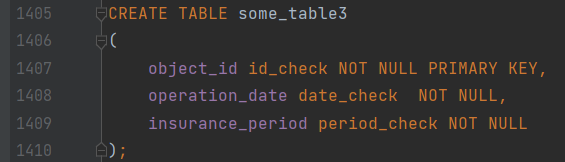 1405 CREATE TABLE some_table3
1406 (
1407 object_id id_check NOT NULL PRIMARY KEY,
1408 operation_date date_check  NOT NULL,
1409 insurance_period period_check NOT NULL
1410 );